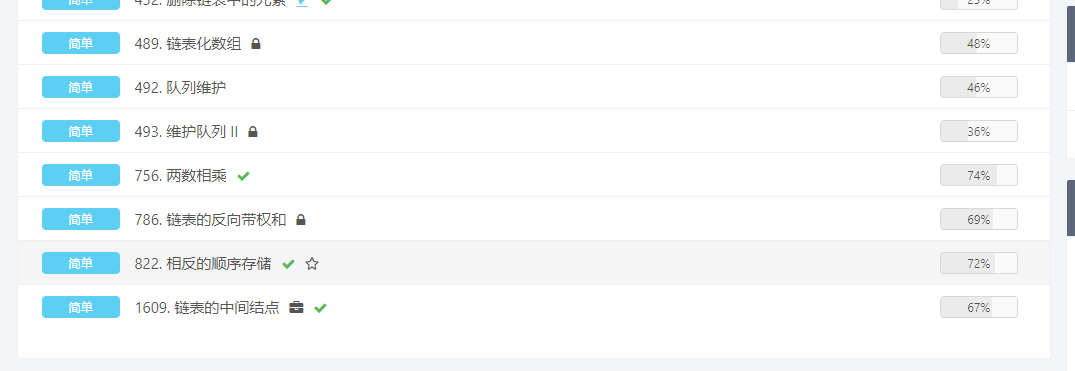 452. 删除链表中的元素 23%
简单 489. 链表化数组 48%
简单 492. 队列维护 46%
简单 493. 维护队列 II 36%
简单 756. 两数相乘 74%
简单 786. 链表的反向带权和 69%
简单 822. 相反的顺序存储 72%
简单 1609. 链表的中间结点 67%